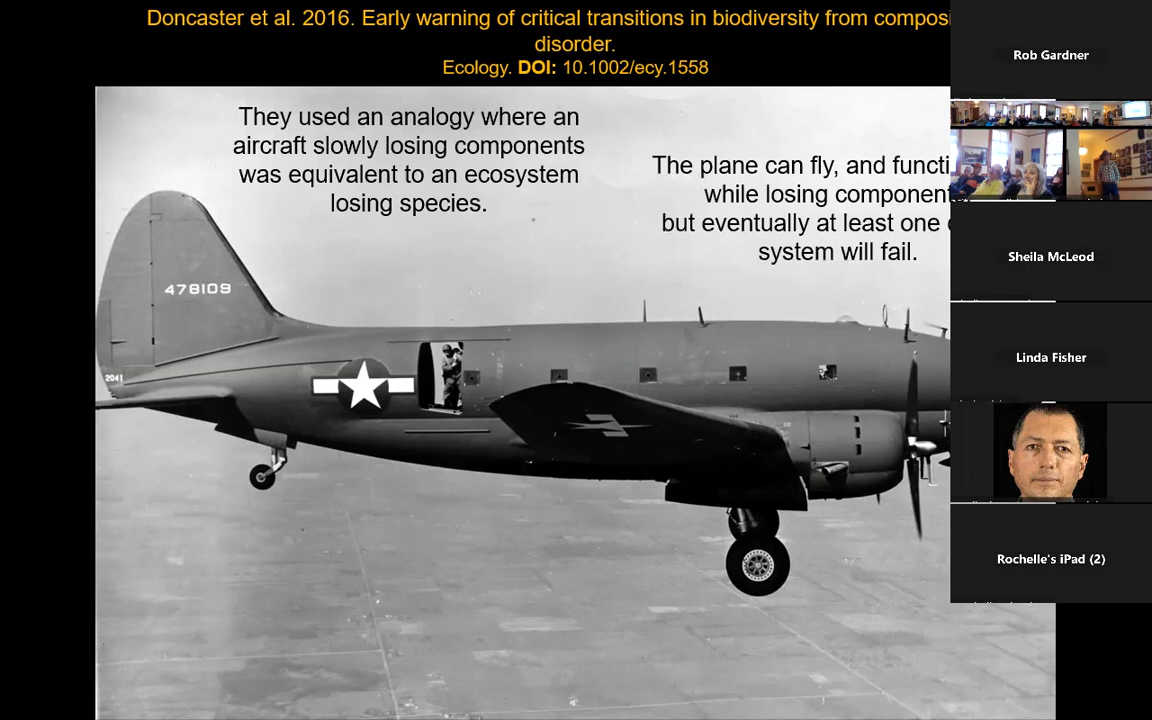 Doncaster et al. 2016. Early warning of critical transitions in biodiversity from composi
disorder.
Ecology. DOI: 10.1002/ecy.1558
They used an analogy where an
aircraft slowly losing components
was equivalent to an ecosystem
losing species.
The plane can fly, and functi
while losing component
but eventually at least one
system will fail.
478109
2041
Rob Gardner
Sheila McLeod
Linda Fisher
Rochelle's iPad (2)